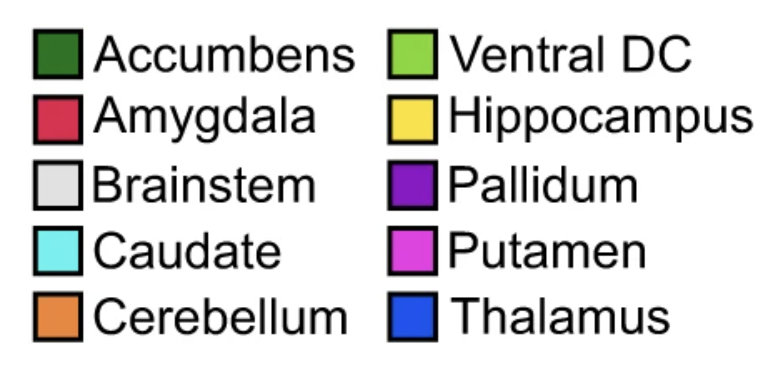 Accumbens
Amygdala
Brainstem
Caudate
Cerebellum
Ventral DC
Hippocampus
Pallidum
Putamen
Thalamus